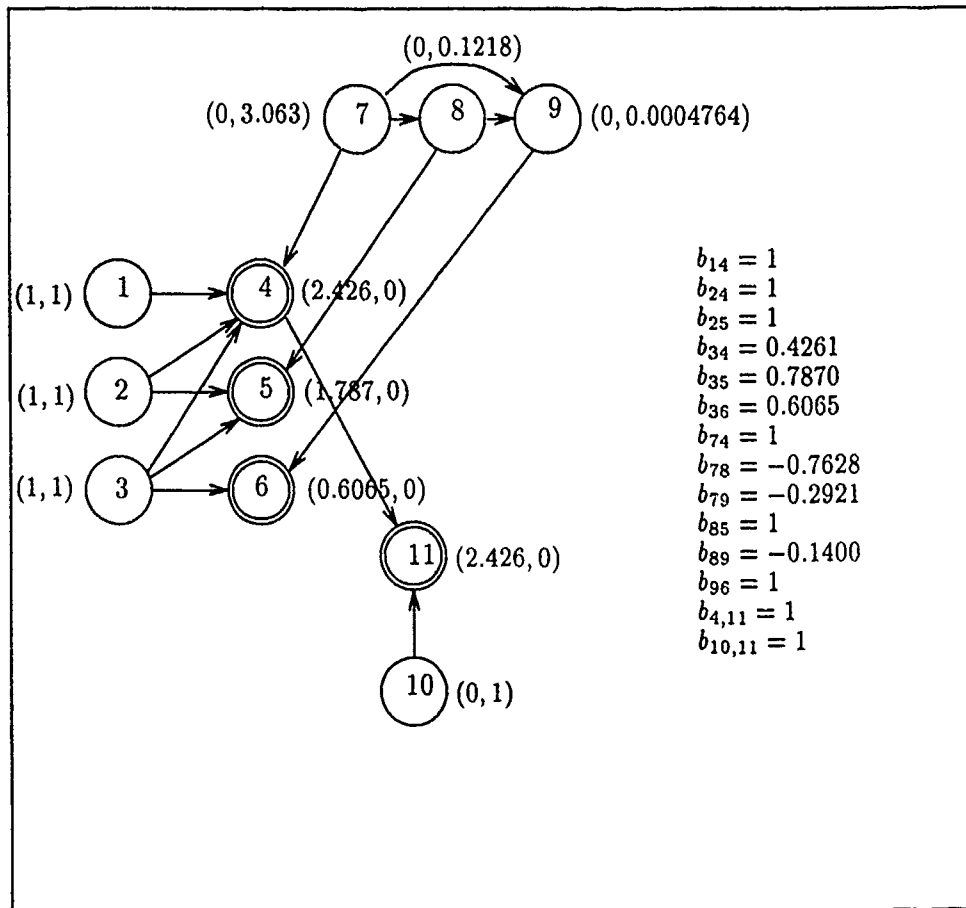 (0, 0.1218)
(0, 3.063) 7 8 9 (0, 0.0004764)
(1, 1) 1 4 (2.426, 0)
(1, 1) 2 5 (1.787, 0)
(1, 1) 3 6 (0.6065, 0)
11 (2.426, 0)
10 (0, 1)
b14 = 1
b24 = 1
b25 = 1
b34 = 0.4261
b35 = 0.7870
b36 = 0.6065
b74 = 1
b78 = −0.7628
b79 = −0.2921
b85 = 1
b89 = −0.1400
b96 = 1
b4,11 = 1
b10,11 = 1